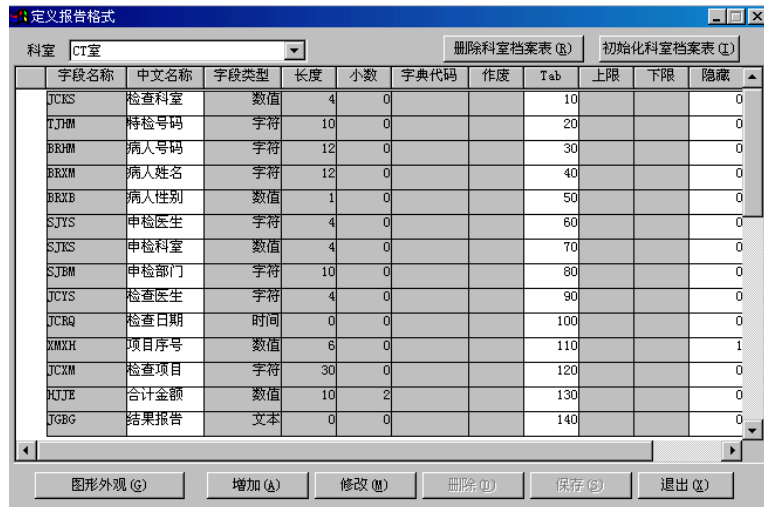 定义报告格式
科室 CT室 删除科室档案表(R) 初始化科室档案表(I)
字段名称 中文名称 字段类型 长度 小数 字典代码 作废 Tab 上限 下限 隐藏
JCKS 检查科室 数值 4 0 10 0
TJHM 特检号码 字符 10 0 20 0
BRHM 病人号码 字符 12 0 30 0
BRXM 病人姓名 字符 12 0 40 0
BRXB 病人性别 数值 1 0 50 0
SJYS 申检医生 字符 4 0 60 0
SJKS 申检科室 数值 4 0 70 0
SJBM 申检部门 字符 10 0 80 0
JCYS 检查医生 字符 4 0 90 0
JCRQ 检查日期 时间 0 0 100 0
XMXH 项目序号 数值 6 0 110 1
JCXM 检查项目 字符 30 0 120 0
HJJE 合计金额 数值 10 2 130 0
JGBG 结果报告 文本 0 0 140 0
图形外观(G) 增加(A) 修改(M) 删除(D) 保存(S) 退出(X)